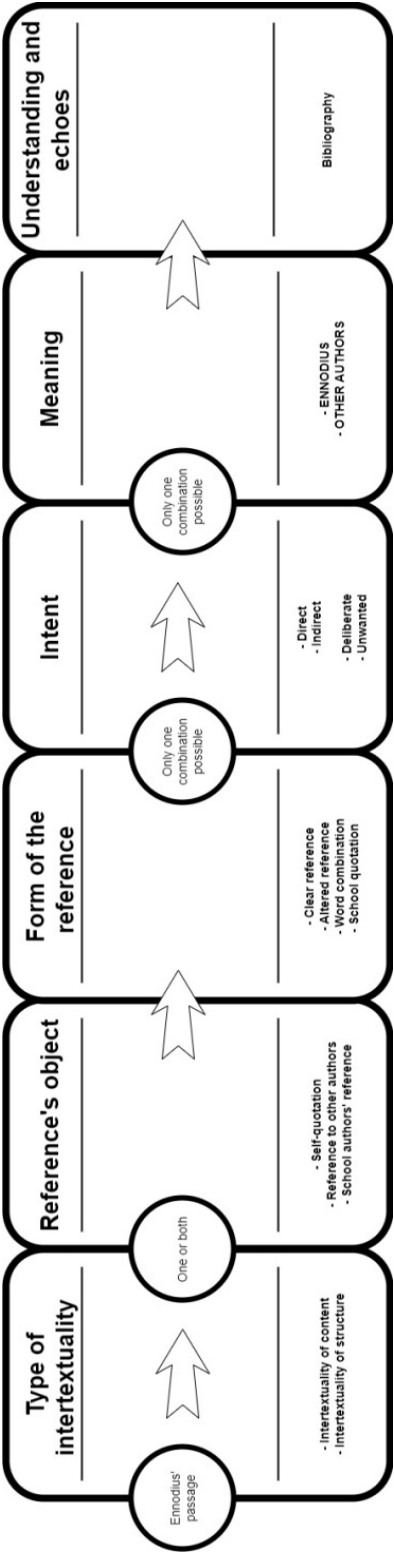 Ennodius'
passage
Type of
intertextuality
- Intertextuality of content
- Intertextuality of structure
One or both
Reference's object
- Self-quotation
- Reference to other authors
- School authors' reference
Form of the
reference
- Clear reference
- Altered reference
- Word combination
- School quotation
Only one
combination
possible
Intent
- Direct
- Indirect
- Deliberate
- Unwanted
Only one
combination
possible
Meaning
- ENNODIUS
- OTHER AUTHORS
Understanding and
echoes
Bibliography